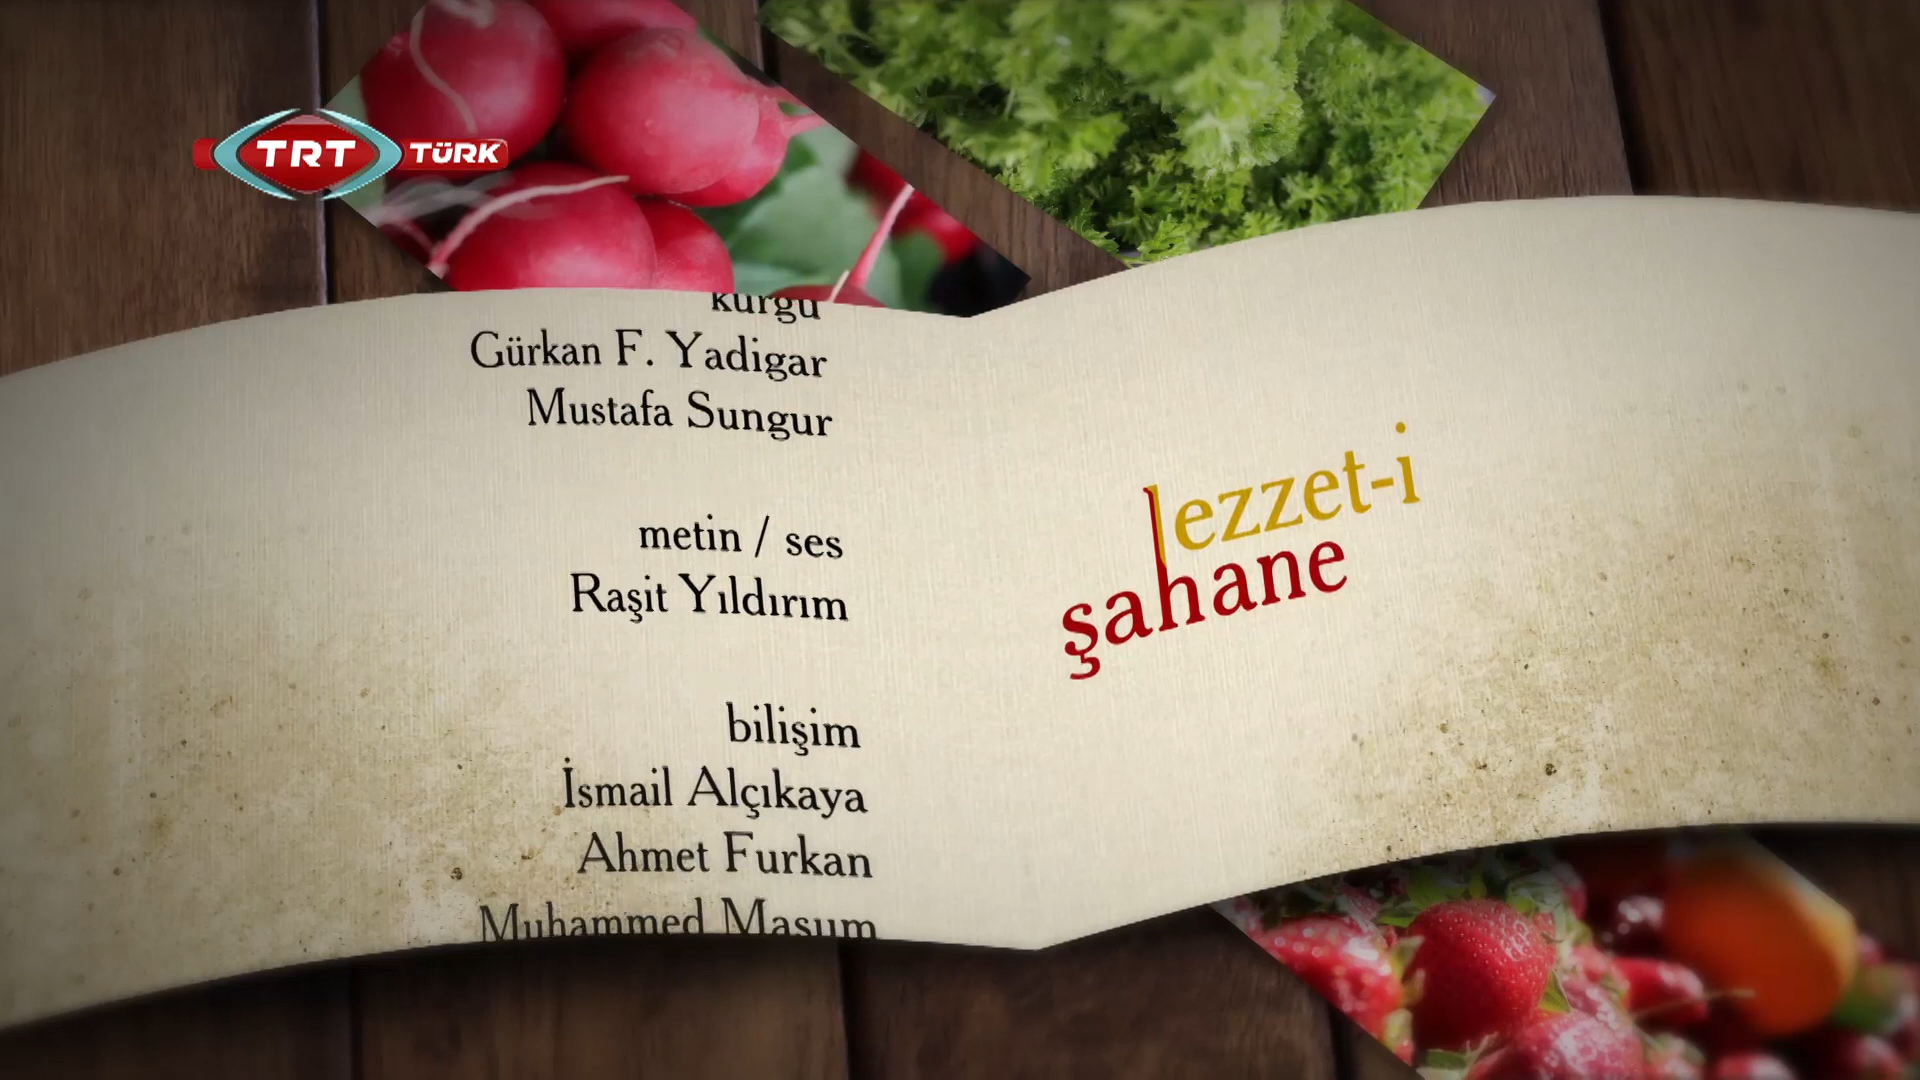 TRT TÜRK
kurgu
Gürkan F. Yadigar
Mustafa Sungur
metin / ses
Raşit Yıldırım
bilişim
İsmail Alçıkaya
Ahmet Furkan
Muhammed Masum
lezzet-i
şahane